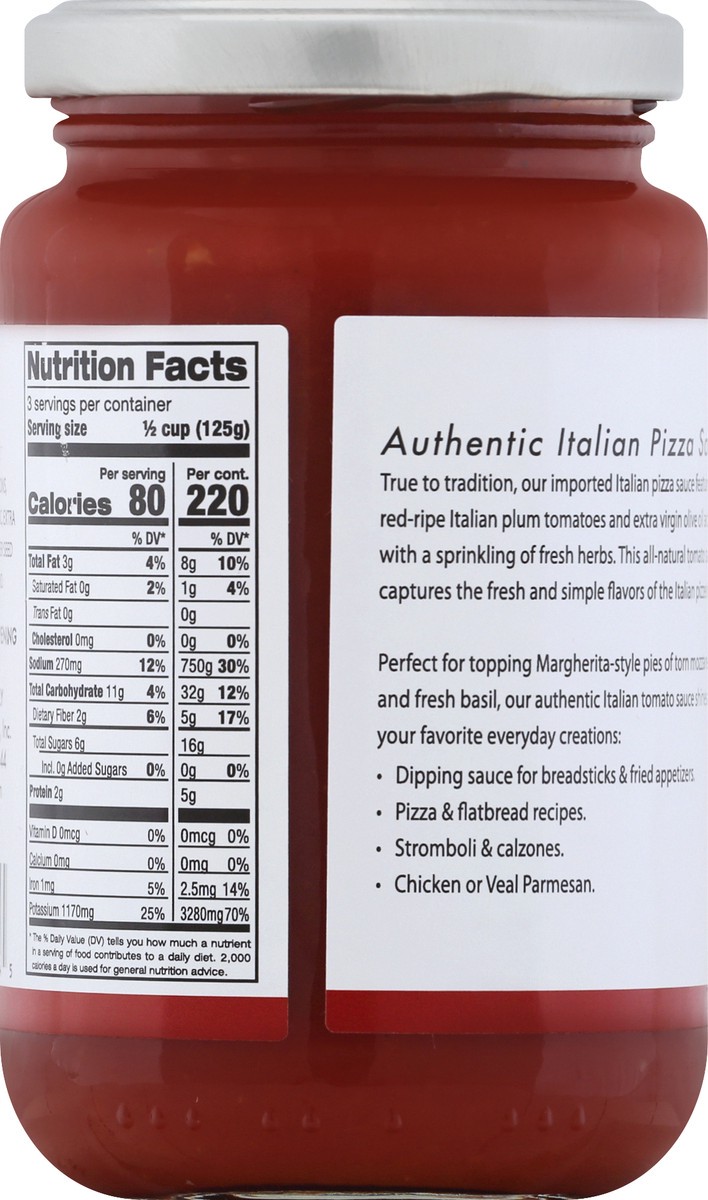 Nutrition Facts
3 servings per container
Serving size ½ cup (125g)
Per serving Per cont.
Calories 80 220
% DV* % DV*
Total Fat 3g 4% 8g 10%
Saturated Fat 0g 2% 1g 4%
Trans Fat 0g 0g
Cholesterol 0mg 0% 0g 0%
Sodium 270mg 12% 750g 30%
Total Carbohydrate 11g 4% 32g 12%
Dietary Fiber 2g 6% 5g 17%
Total Sugars 6g 16g
Incl. 0g Added Sugars 0% 0g 0%
Protein 2g 5g
Vitamin D 0mcg 0% 0mcg 0%
Calcium 0mg 0% 0mg 0%
Iron 1mg 5% 2.5mg 14%
Potassium 1170mg 25% 3280mg 70%
* The % Daily Value (DV) tells you how much a nutrient
in a serving of food contributes to a daily diet. 2,000
calories a day is used for general nutrition advice.
5
Authentic Italian Pizza
True to tradition, our imported Italian pizza sauce
red-ripe Italian plum tomatoes and extra virgin olive
with a sprinkling of fresh herbs. This all-natural tomato
captures the fresh and simple flavors of the Italian
Perfect for topping Margherita-style pies of torn
and fresh basil, our authentic Italian tomato sauce
your favorite everyday creations:
• Dipping sauce for breadsticks & fried appetizers.
• Pizza & flatbread recipes.
• Stromboli & calzones.
• Chicken or Veal Parmesan.